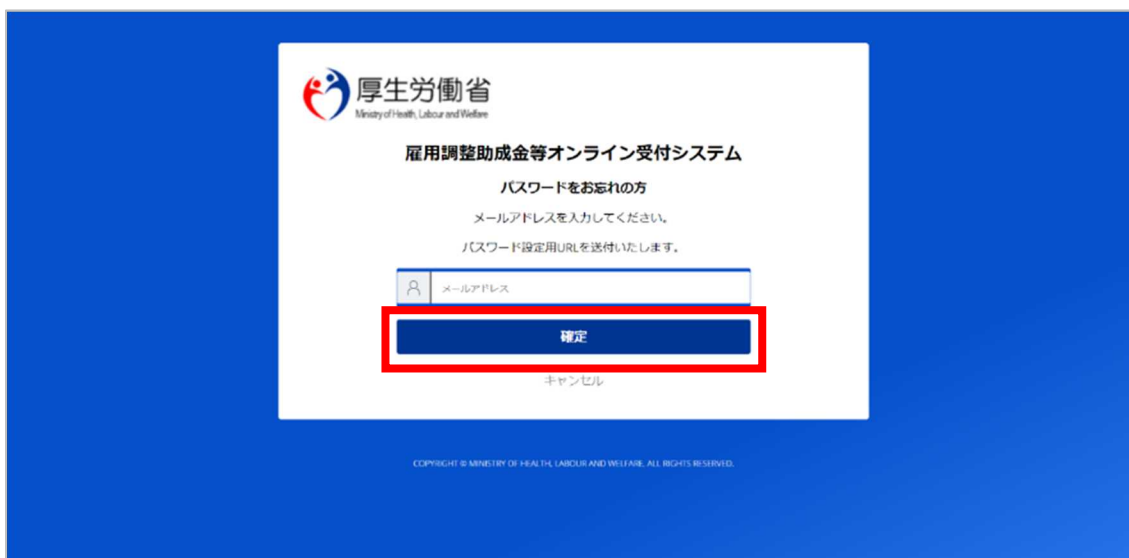 厚生労働省
Ministry of Health, Labour and Welfare
雇用調整助成金等オンライン受付システム
パスワードをお忘れの方
メールアドレスを入力してください。
パスワード設定用URLを送付いたします。
メールアドレス
確定
キャンセル
COPYRIGHT © MINISTRY OF HEALTH, LABOUR AND WELFARE, ALL RIGHTS RESERVED.